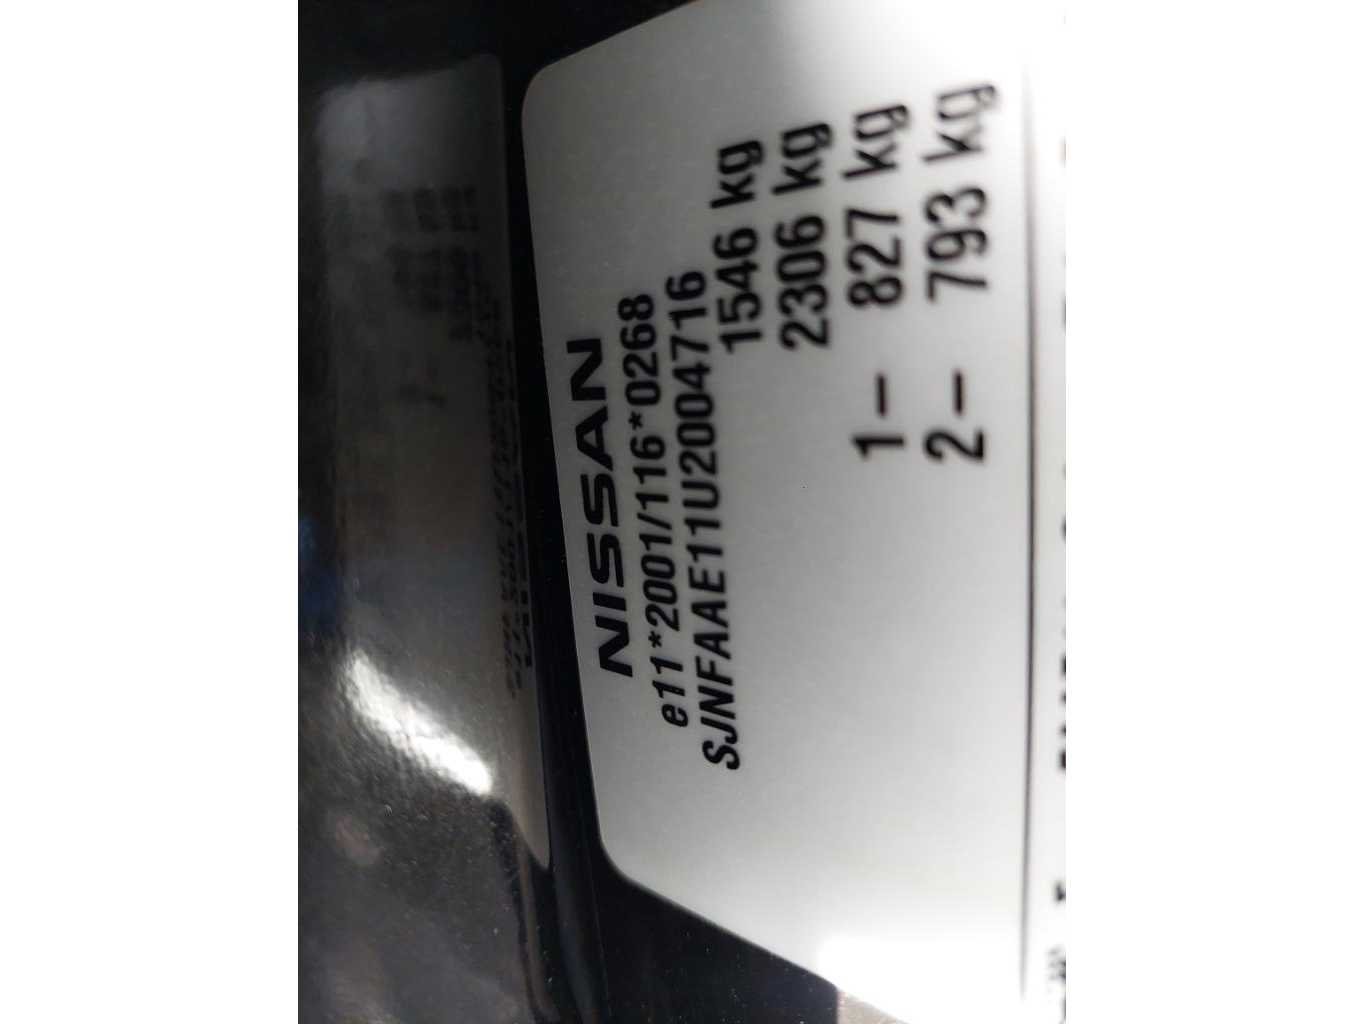 NISSAN
e11*2001/116*0268
SJNFAAE11U2004716
1546 kg
2306 kg
1- 827 kg
2- 793 kg